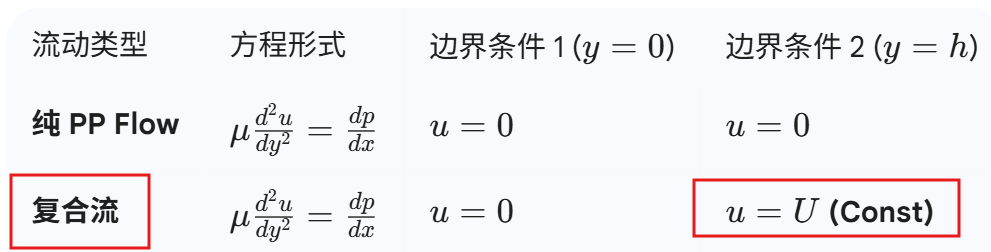 流动类型 方程形式 边界条件 1 (y = 0) 边界条件 2 (y = h)
纯 PP Flow μ d²u/dy² = dp/dx u = 0 u = 0
复合流 μ d²u/dy² = dp/dx u = 0 u = U (Const)